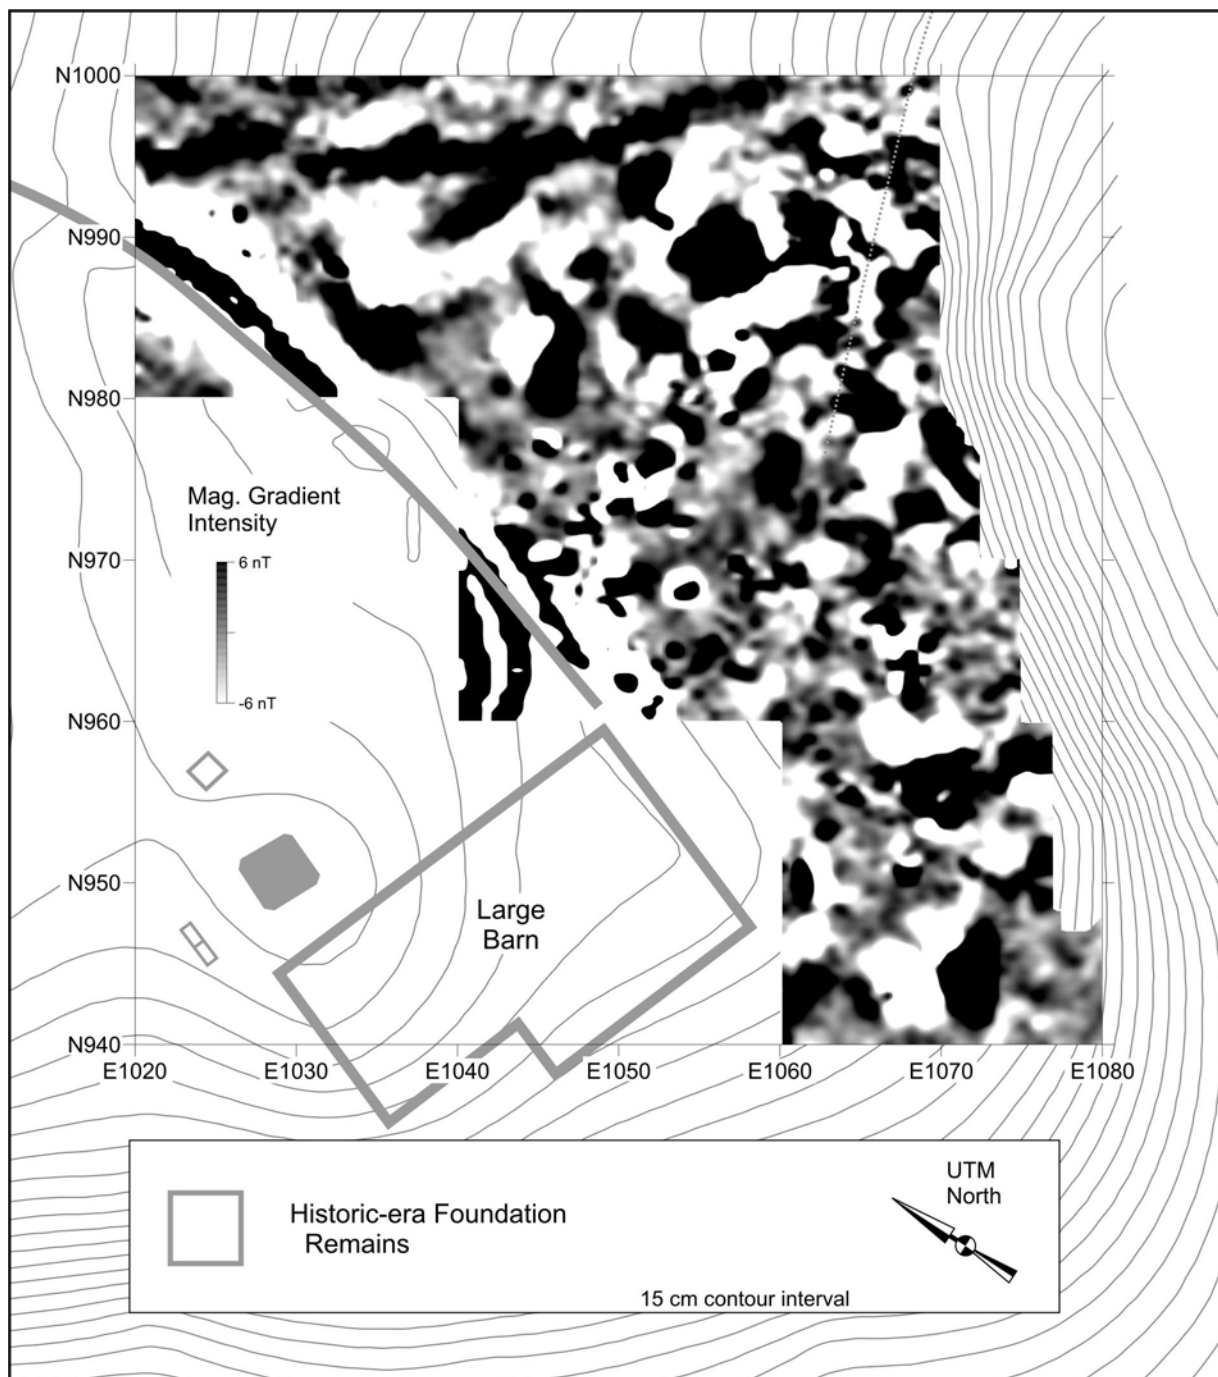 N1000
N990
N980
Mag. Gradient
Intensity
N970
6 nT
-6 nT
N960
N950
Large
Barn
N940
E1020 E1030 E1040 E1050 E1060 E1070 E1080
UTM
North
Historic-era Foundation
Remains
15 cm contour interval